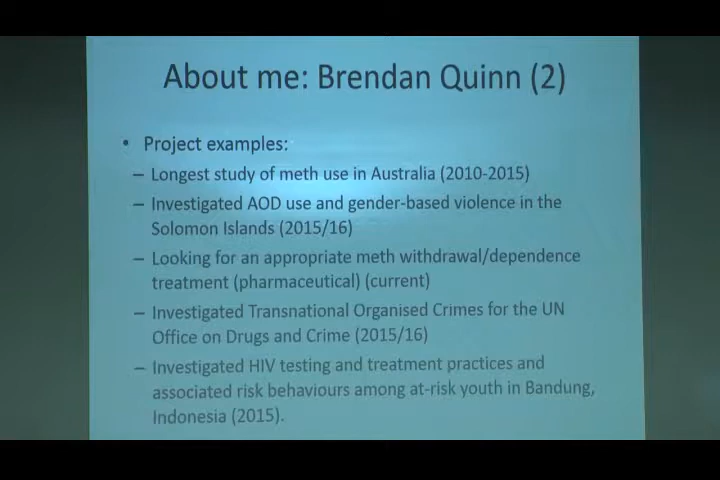 About me: Brendan Quinn (2)
• Project examples:
– Longest study of meth use in Australia (2010-2015)
– Investigated AOD use and gender-based violence in the
Solomon Islands (2015/16)
– Looking for an appropriate meth withdrawal/dependence
treatment (pharmaceutical) (current)
– Investigated Transnational Organised Crimes for the UN
Office on Drugs and Crime (2015/16)
– Investigated HIV testing and treatment practices and
associated risk behaviours among at-risk youth in Bandung,
Indonesia (2015).